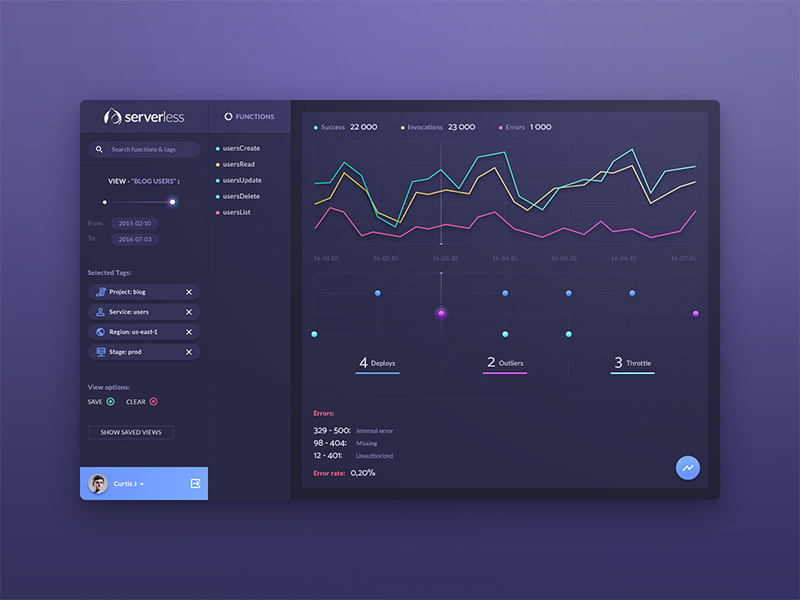 serverless
Search functions & tags
VIEW - "BLOG USERS" :
From: 2015-02-10
To: 2016-07-03
Selected Tags:
Project: blog
Service: users
Region: us-east-1
Stage: prod
View options:
SAVE CLEAR
SHOW SAVED VIEWS
Curtis J
FUNCTIONS
usersCreate
usersRead
usersUpdate
usersDelete
usersList
Success 22 000 Invocations 23 000 Errors 1 000
16-01-10 16-02-10 16-03-10 16-04-10 16-05-10 16-06-10 16-07-10
4 Deploys 2 Outliers 3 Throttle
Errors:
329 - 500: Internal error
98 - 404: Missing
12 - 401: Unauthorized
Error rate: 0,20%